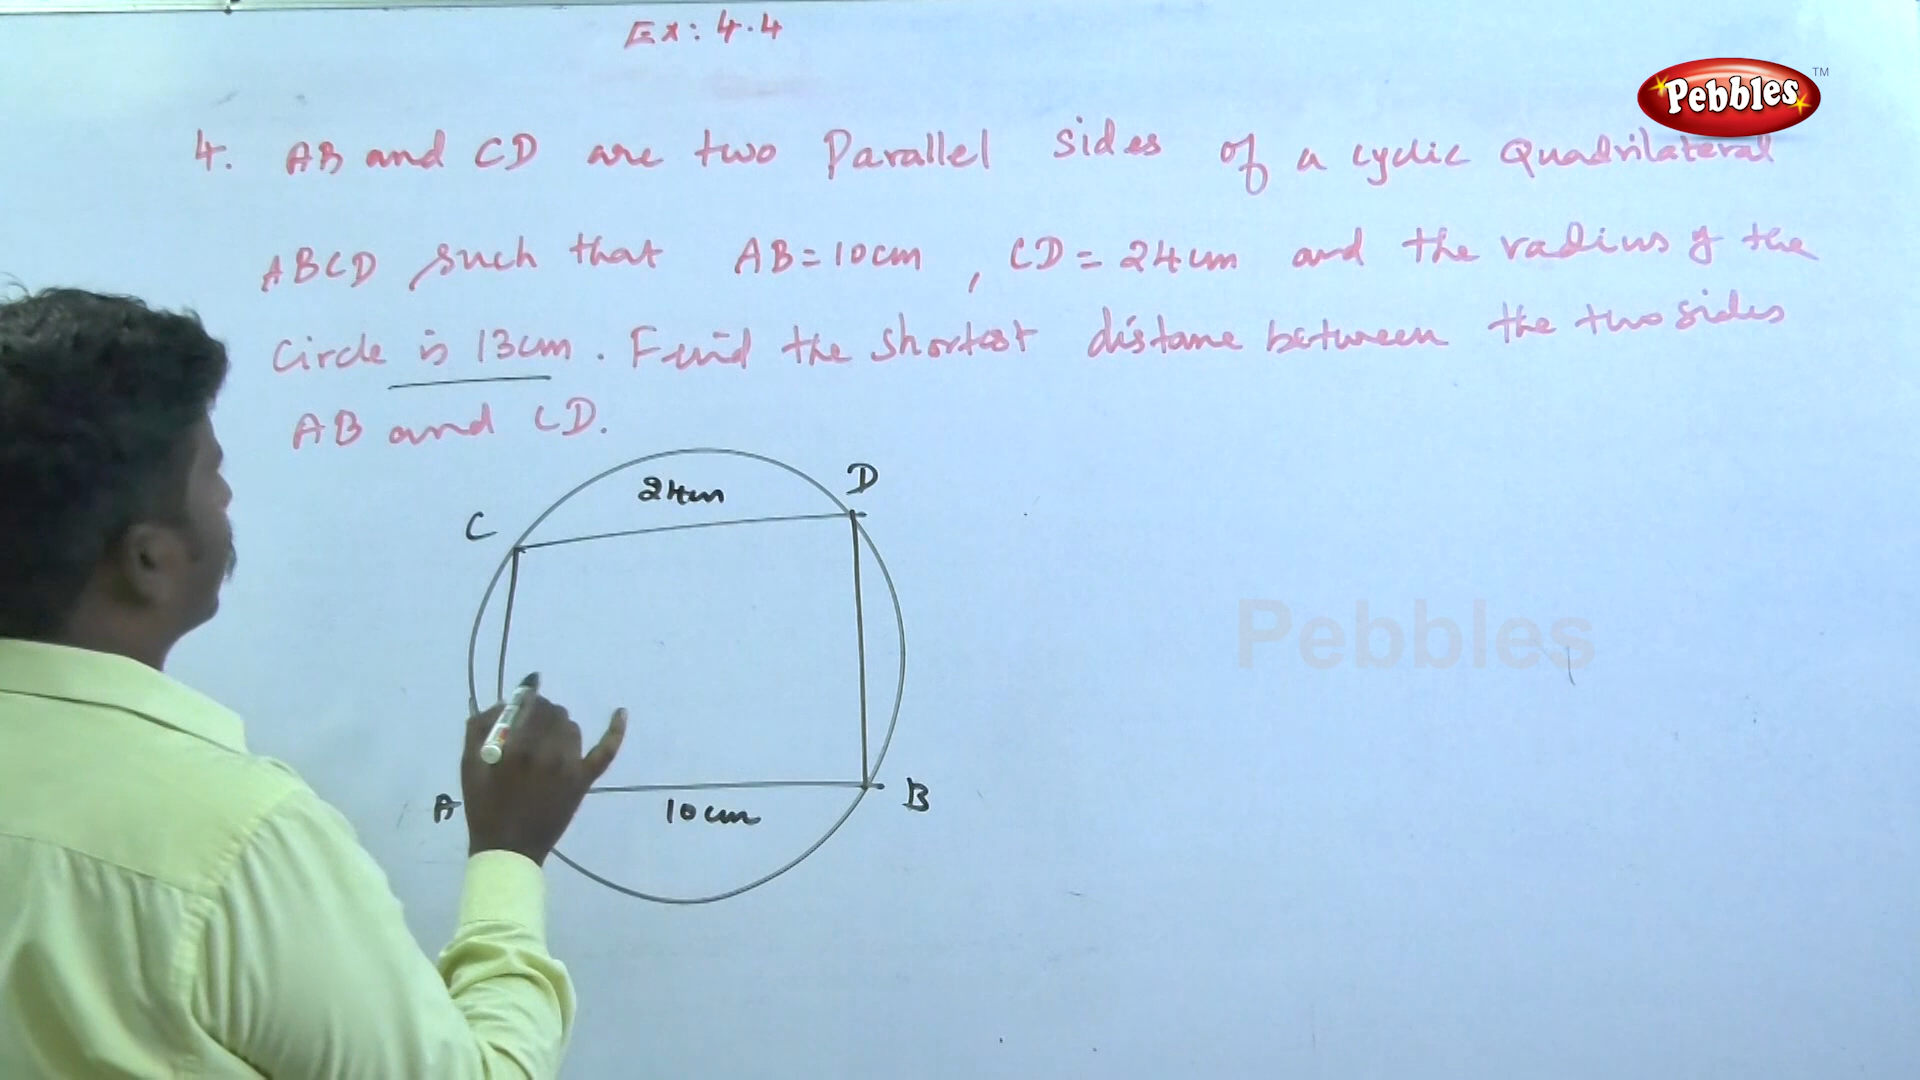 Ex: 4.4
Pebbles TM
4. AB and CD are two Parallel sides of a cyclic Quadrilateral
ABCD such that AB = 10cm , CD = 24cm and the radius of the
Circle is 13cm . Find the shortest distance between the two sides
AB and CD.
24cm
D
C
Pebbles
A
B
10cm